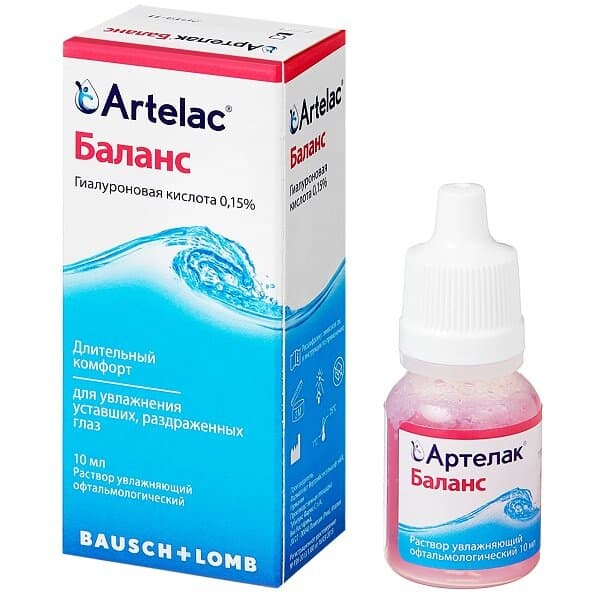 Артелак Баланс
Artelac®
Баланс
Гиалуроновая кислота 0,15%
Длительный
комфорт
для увлажнения
уставших, раздраженных
глаз
10 мл
Раствор увлажняющий
офтальмологический
BAUSCH+LOMB
Artelac®
Баланс
Гиалуроновая
кислота 0,15%
Производитель
Артелак®
Баланс
Раствор увлажняющий
офтальмологический 10 мл